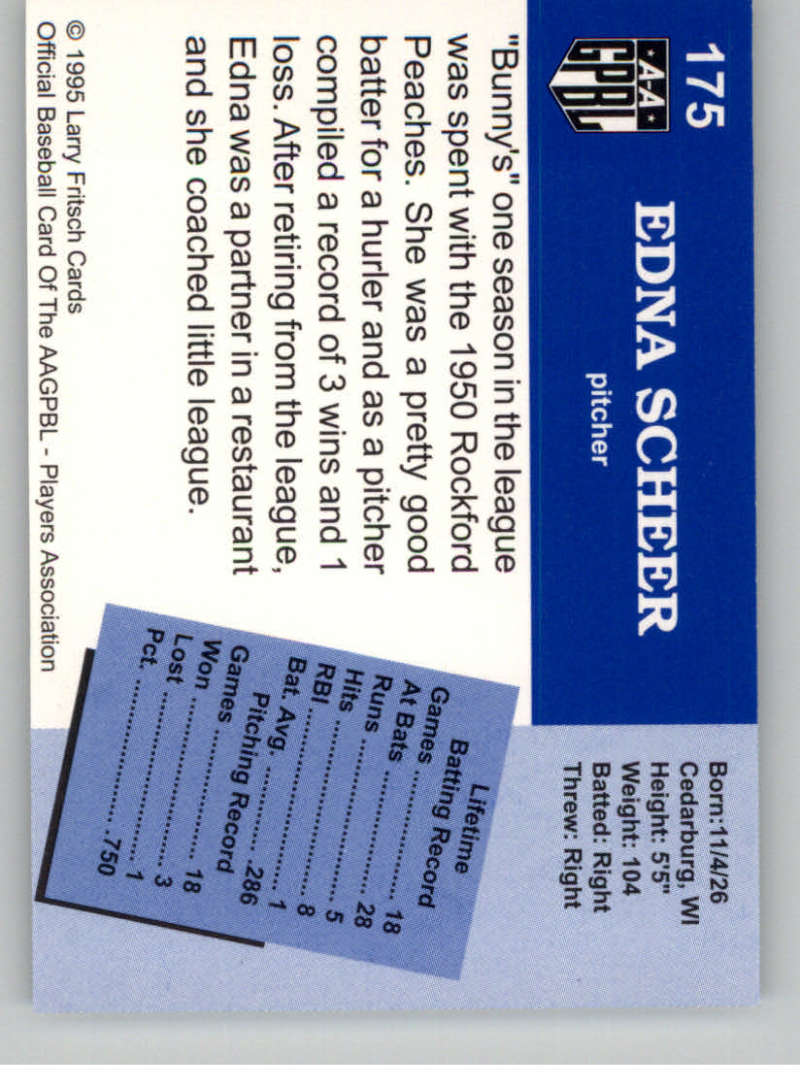 175
A-A
GPBL
EDNA SCHEER
pitcher
Born:11/4/26
Cedarburg, WI
Height: 5'5"
Weight: 104
Batted: Right
Threw: Right
"Bunny's" one season in the league
was spent with the 1950 Rockford
Peaches. She was a pretty good
batter for a hurler and as a pitcher
compiled a record of 3 wins and 1
loss. After retiring from the league,
Edna was a partner in a restaurant
and she coached little league.
Lifetime
Batting Record
Games .................... 18
At Bats .................... 28
Runs ........................ 5
Hits .......................... 8
RBI ........................... 1
Bat. Avg. ............... .286
Pitching Record
Games .................... 18
Won .......................... 3
Lost .......................... 1
Pct. ....................... .750
© 1995 Larry Fritsch Cards
Official Baseball Card Of The AAGPBL - Players Association